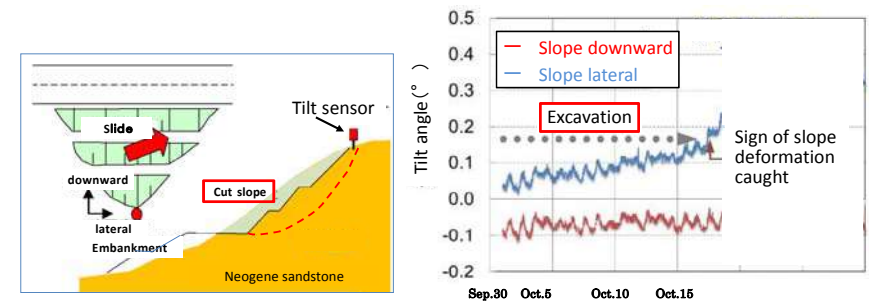 Slide
downward
lateral
Embankment
Tilt sensor
Cut slope
Neogene sandstone
Tilt angle(°)
0.5
0.4
0.3
0.2
0.1
0.0
-0.1
-0.2
Slope downward
Slope lateral
Excavation
Sign of slope
deformation
caught
Sep.30 Oct.5 Oct.10 Oct.15